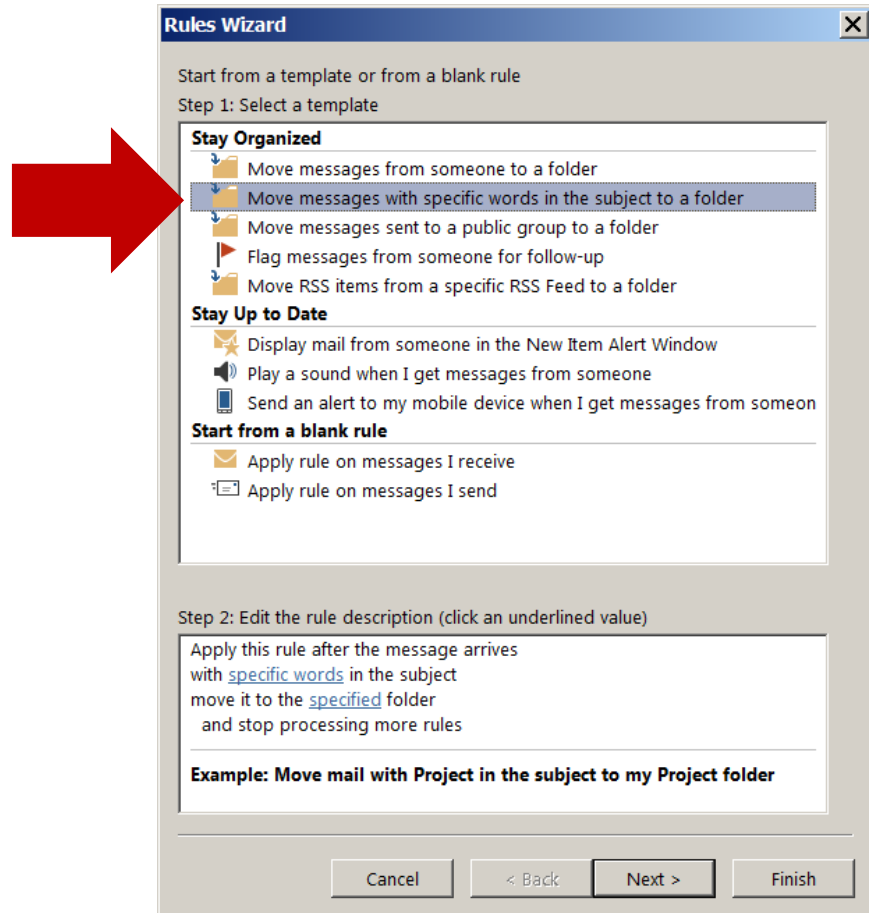 Rules Wizard
Start from a template or from a blank rule
Step 1: Select a template
Stay Organized
Move messages from someone to a folder
Move messages with specific words in the subject to a folder
Move messages sent to a public group to a folder
Flag messages from someone for follow-up
Move RSS items from a specific RSS Feed to a folder
Stay Up to Date
Display mail from someone in the New Item Alert Window
Play a sound when I get messages from someone
Send an alert to my mobile device when I get messages from someon
Start from a blank rule
Apply rule on messages I receive
Apply rule on messages I send
Step 2: Edit the rule description (click an underlined value)
Apply this rule after the message arrives
with specific words in the subject
move it to the specified folder
and stop processing more rules
Example: Move mail with Project in the subject to my Project folder
Cancel < Back Next > Finish